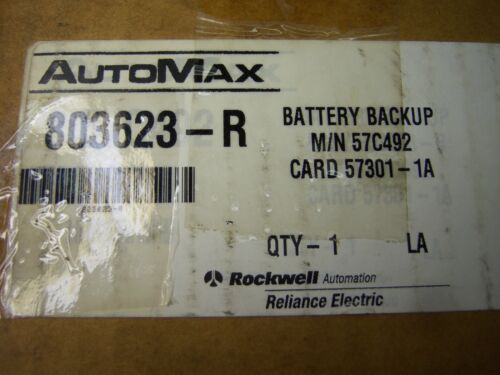 AUTOMAX
803623-R
BATTERY BACKUP
M/N 57C492
CARD 57301-1A
QTY-1 LA
Rockwell Automation
Reliance Electric